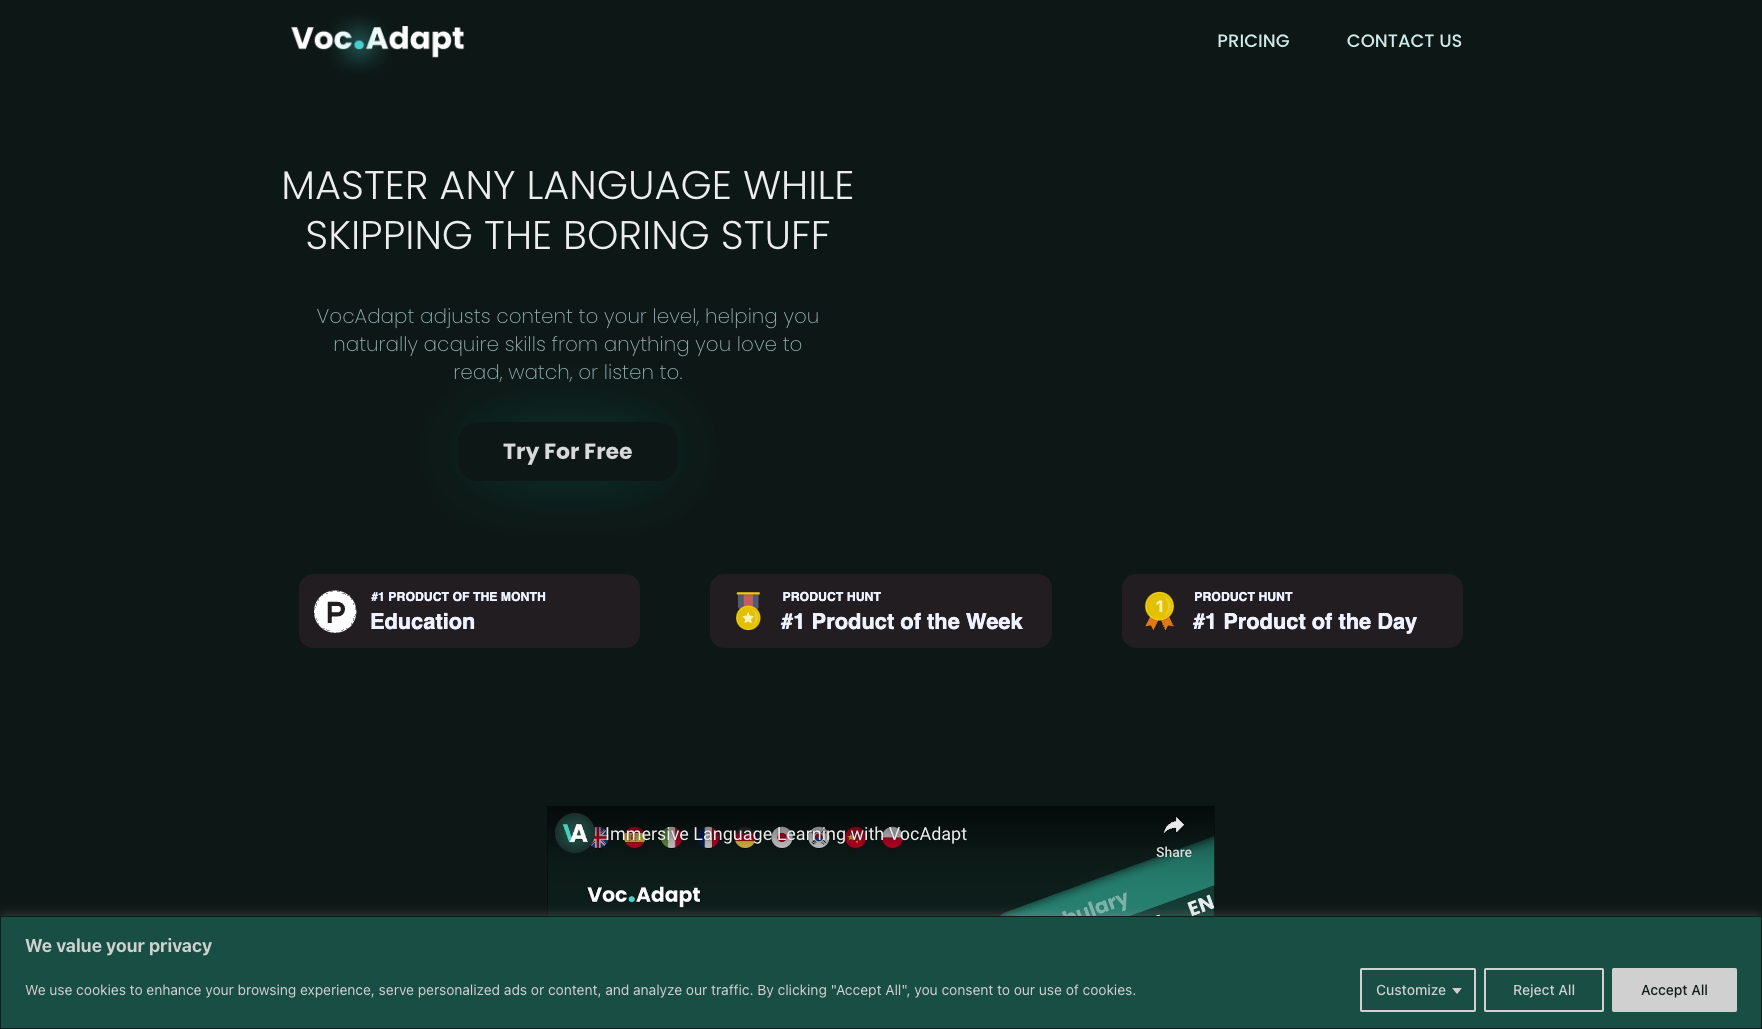 Voc.Adapt
PRICING
CONTACT US
MASTER ANY LANGUAGE WHILE
SKIPPING THE BORING STUFF
VocAdapt adjusts content to your level, helping you
naturally acquire skills from anything you love to
read, watch, or listen to.
Try For Free
P
#1 PRODUCT OF THE MONTH
Education
PRODUCT HUNT
#1 Product of the Week
1
PRODUCT HUNT
#1 Product of the Day
VA
Immersive Language Learning with VocAdapt
Share
Voc.Adapt
EN
We value your privacy
We use cookies to enhance your browsing experience, serve personalized ads or content, and analyze our traffic. By clicking "Accept All", you consent to our use of cookies.
Customize
Reject All
Accept All